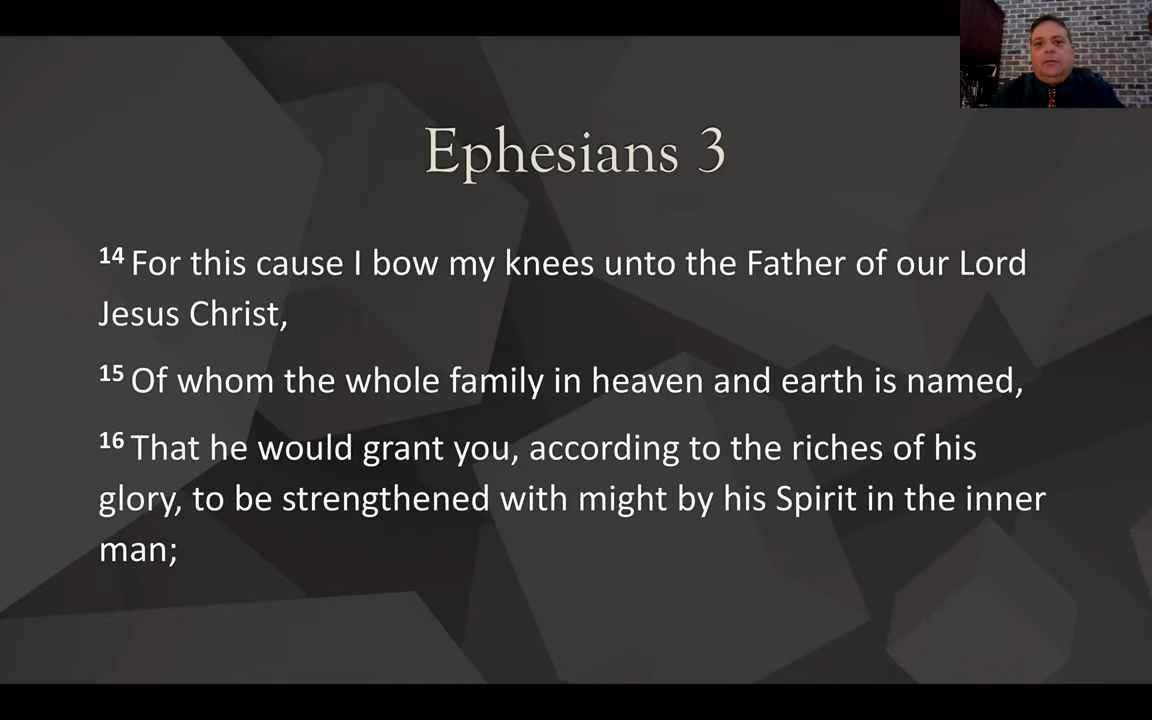 Ephesians 3
14 For this cause I bow my knees unto the Father of our Lord
Jesus Christ,
15 Of whom the whole family in heaven and earth is named,
16 That he would grant you, according to the riches of his
glory, to be strengthened with might by his Spirit in the inner
man;